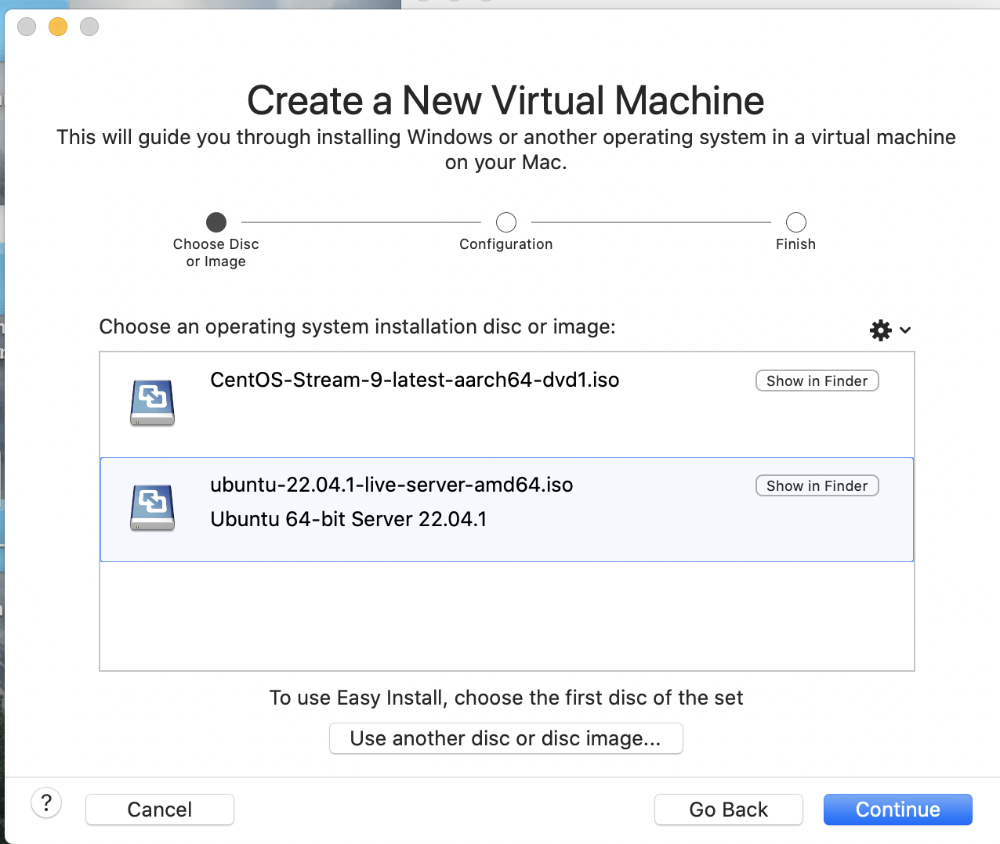 Create a New Virtual Machine
This will guide you through installing Windows or another operating system in a virtual machine
on your Mac.
Choose Disc
or Image
Configuration
Finish
Choose an operating system installation disc or image:
CentOS-Stream-9-latest-aarch64-dvd1.iso
Show in Finder
ubuntu-22.04.1-live-server-amd64.iso
Show in Finder
Ubuntu 64-bit Server 22.04.1
To use Easy Install, choose the first disc of the set
Use another disc or disc image...
?
Cancel
Go Back
Continue